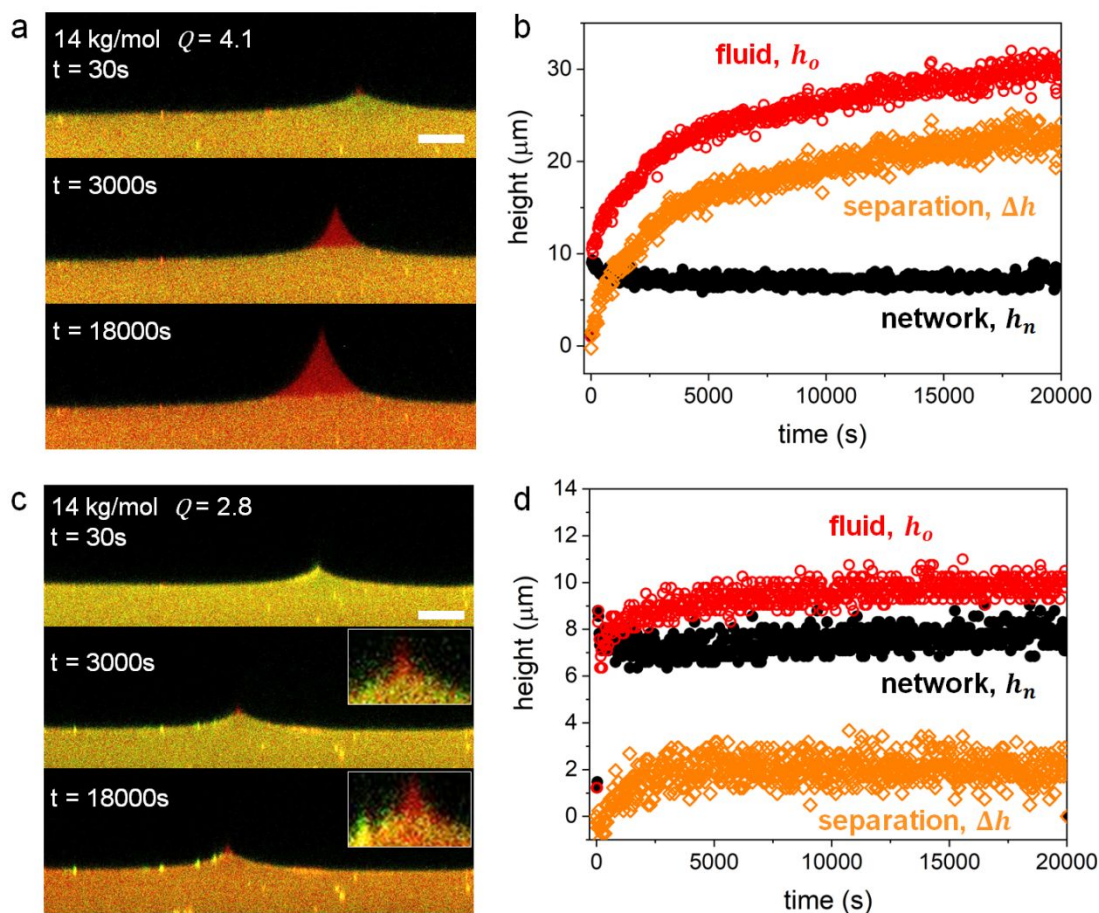 a
14 kg/mol Q = 4.1
t = 30s
t = 3000s
t = 18000s
b
fluid, hₒ
separation, Δh
network, hₙ
height (μm)
30
20
10
0
0 5000 10000 15000 20000
time (s)
c
14 kg/mol Q = 2.8
t = 30s
t = 3000s
t = 18000s
d
fluid, hₒ
network, hₙ
separation, Δh
height (μm)
14
12
10
8
6
4
2
0
0 5000 10000 15000 20000
time (s)